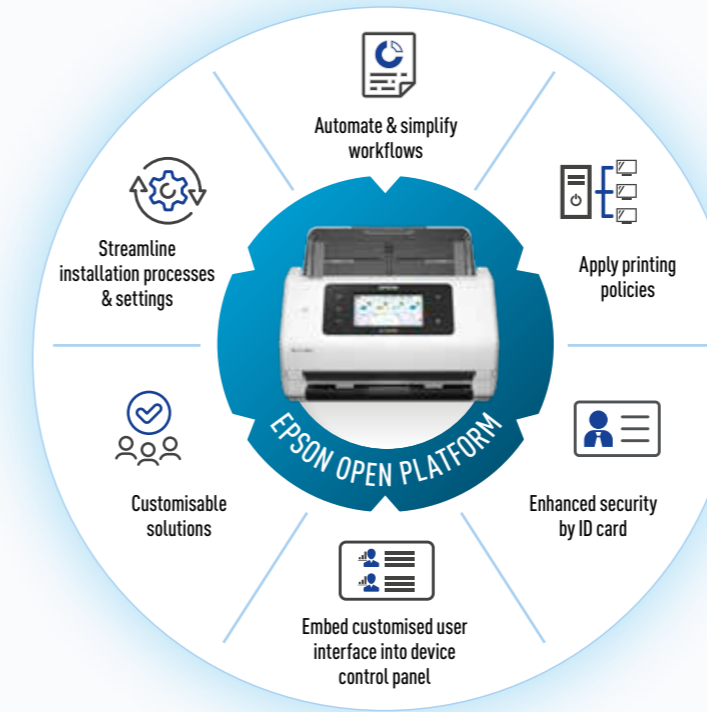 Automate & simplify
workflows
Streamline
installation processes
& settings
Apply printing
policies
EPSON
EPSON OPEN PLATFORM
Customisable
solutions
Enhanced security
by ID card
Embed customised user
interface into device
control panel